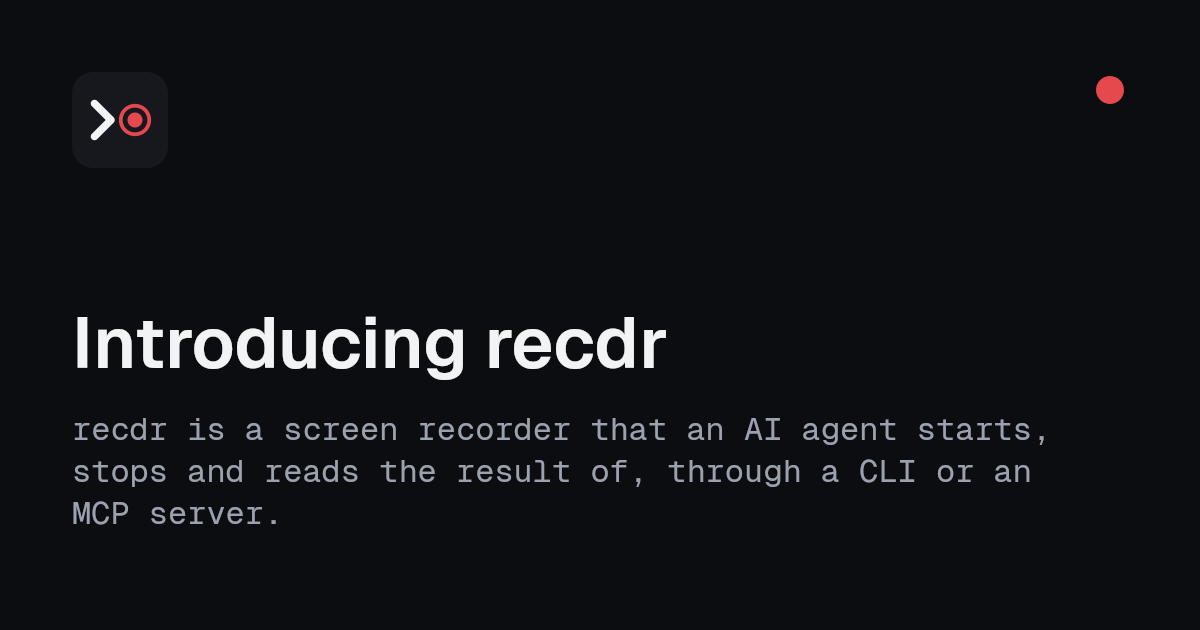 Introducing recdr
recdr is a screen recorder that an AI agent starts,
stops and reads the result of, through a CLI or an
MCP server.